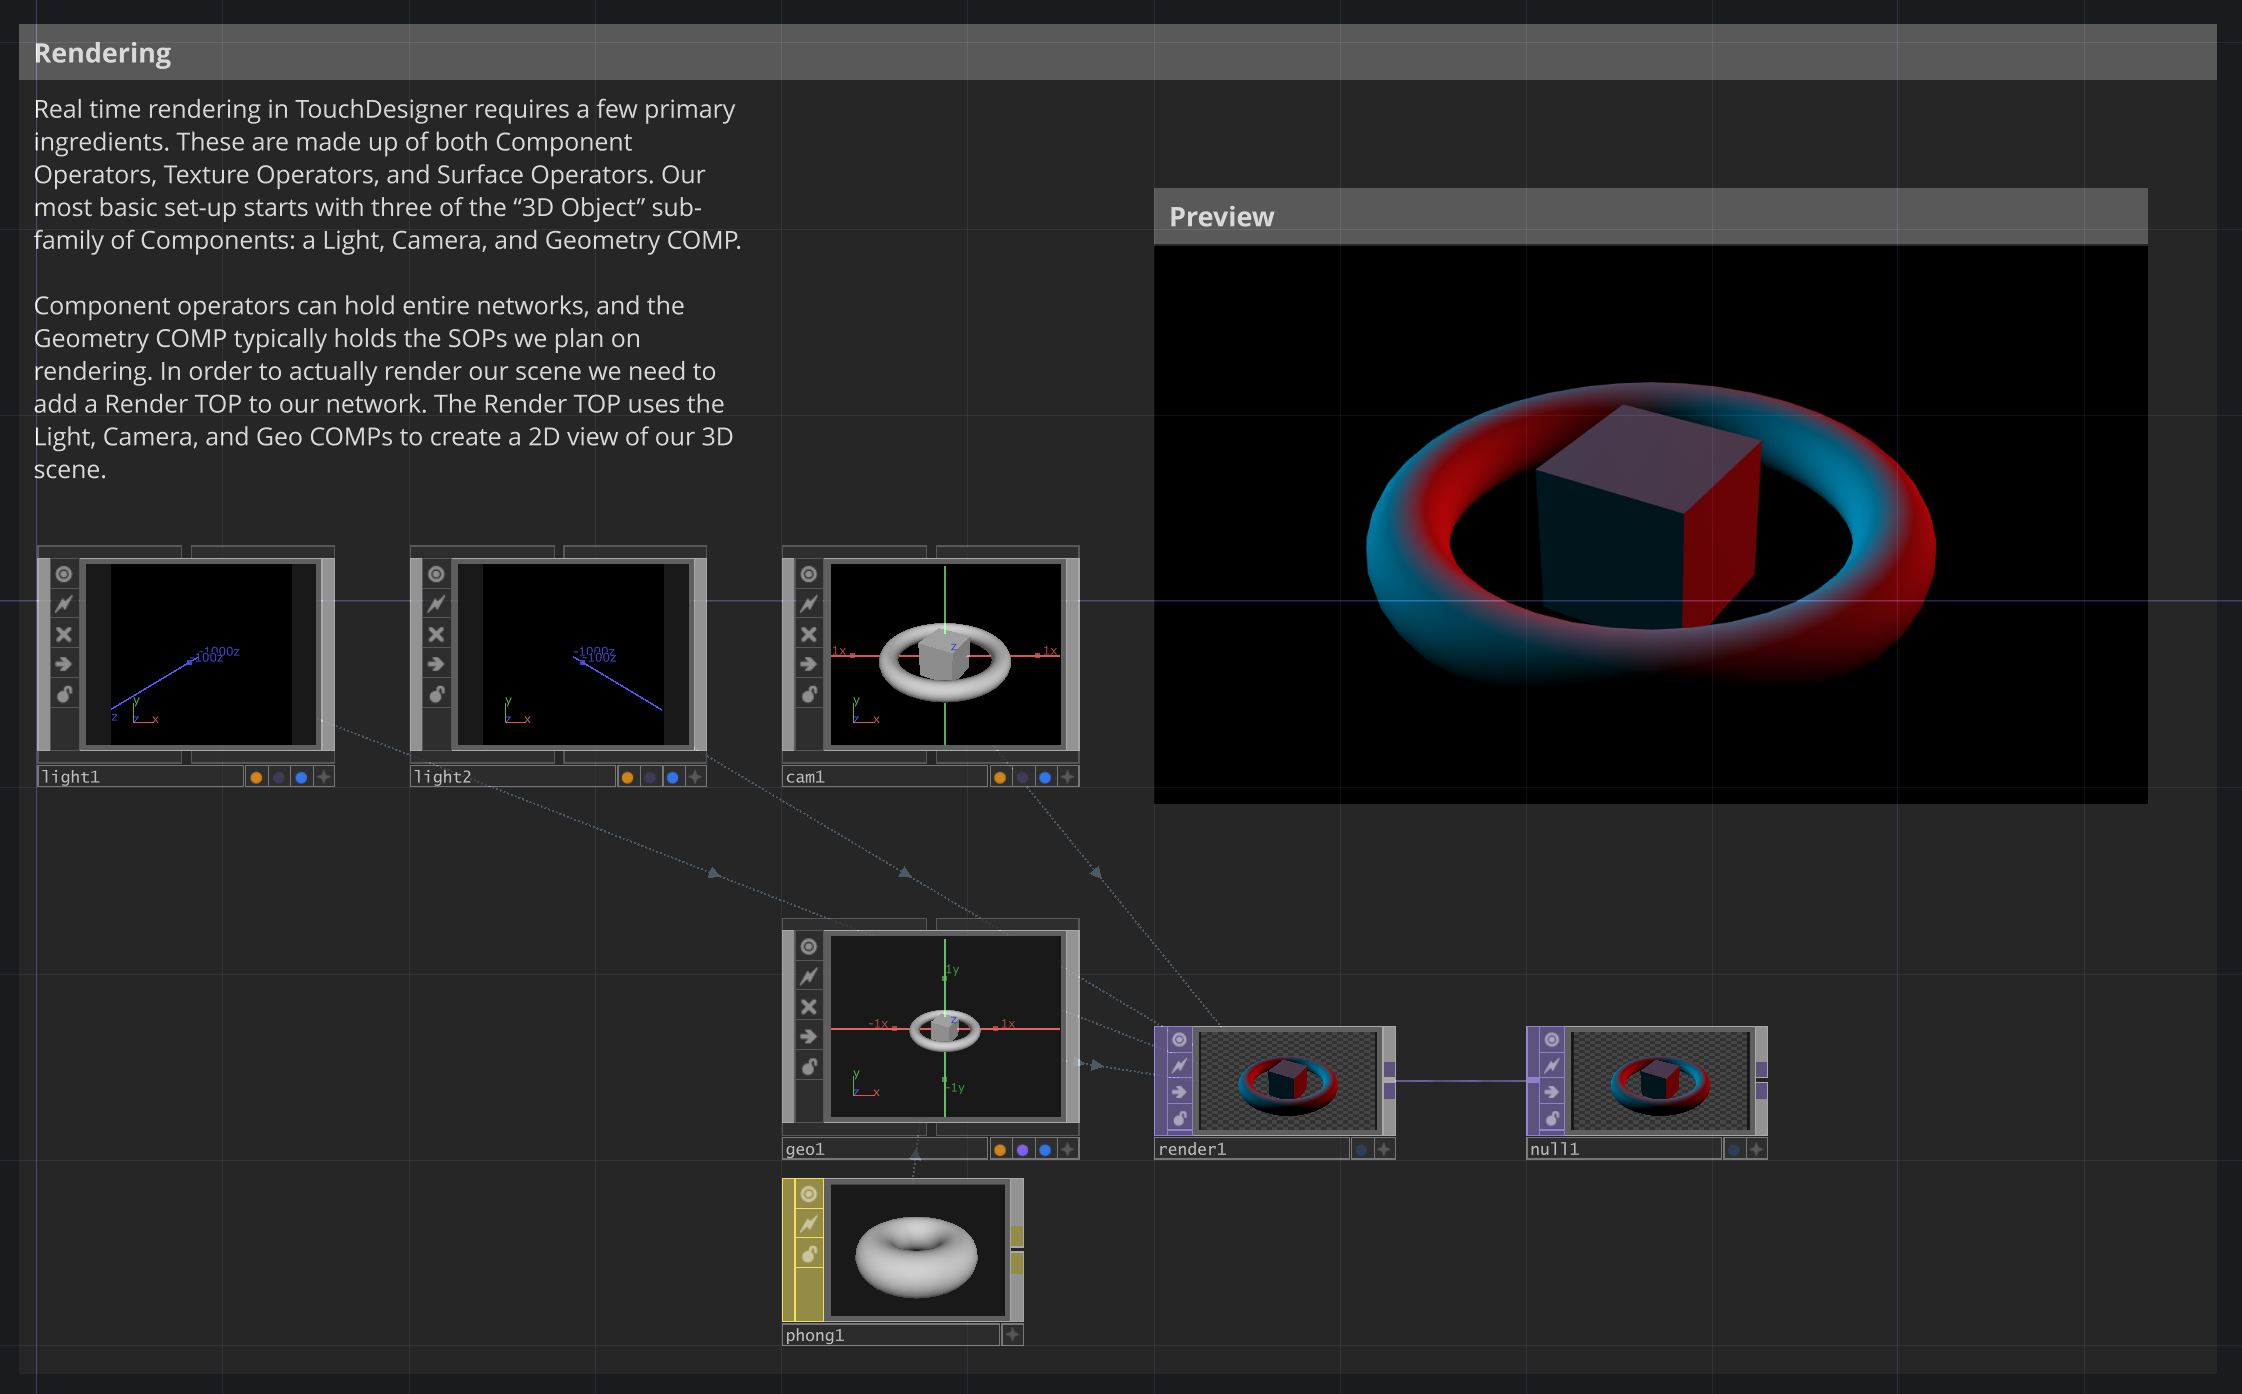 Rendering
Real time rendering in TouchDesigner requires a few primary
ingredients. These are made up of both Component
Operators, Texture Operators, and Surface Operators. Our
most basic set-up starts with three of the “3D Object” sub-
family of Components: a Light, Camera, and Geometry COMP.
Component operators can hold entire networks, and the
Geometry COMP typically holds the SOPs we plan on
rendering. In order to actually render our scene we need to
add a Render TOP to our network. The Render TOP uses the
Light, Camera, and Geo COMPs to create a 2D view of our 3D
scene.
Preview
-1000z
-100z
z
y
z x
light1
-1000z
-100z
y
z x
light2
1x
z
1x
y
z x
cam1
1y
-1x
z
1x
-1y
y
z x
geo1
render1
null1
phong1